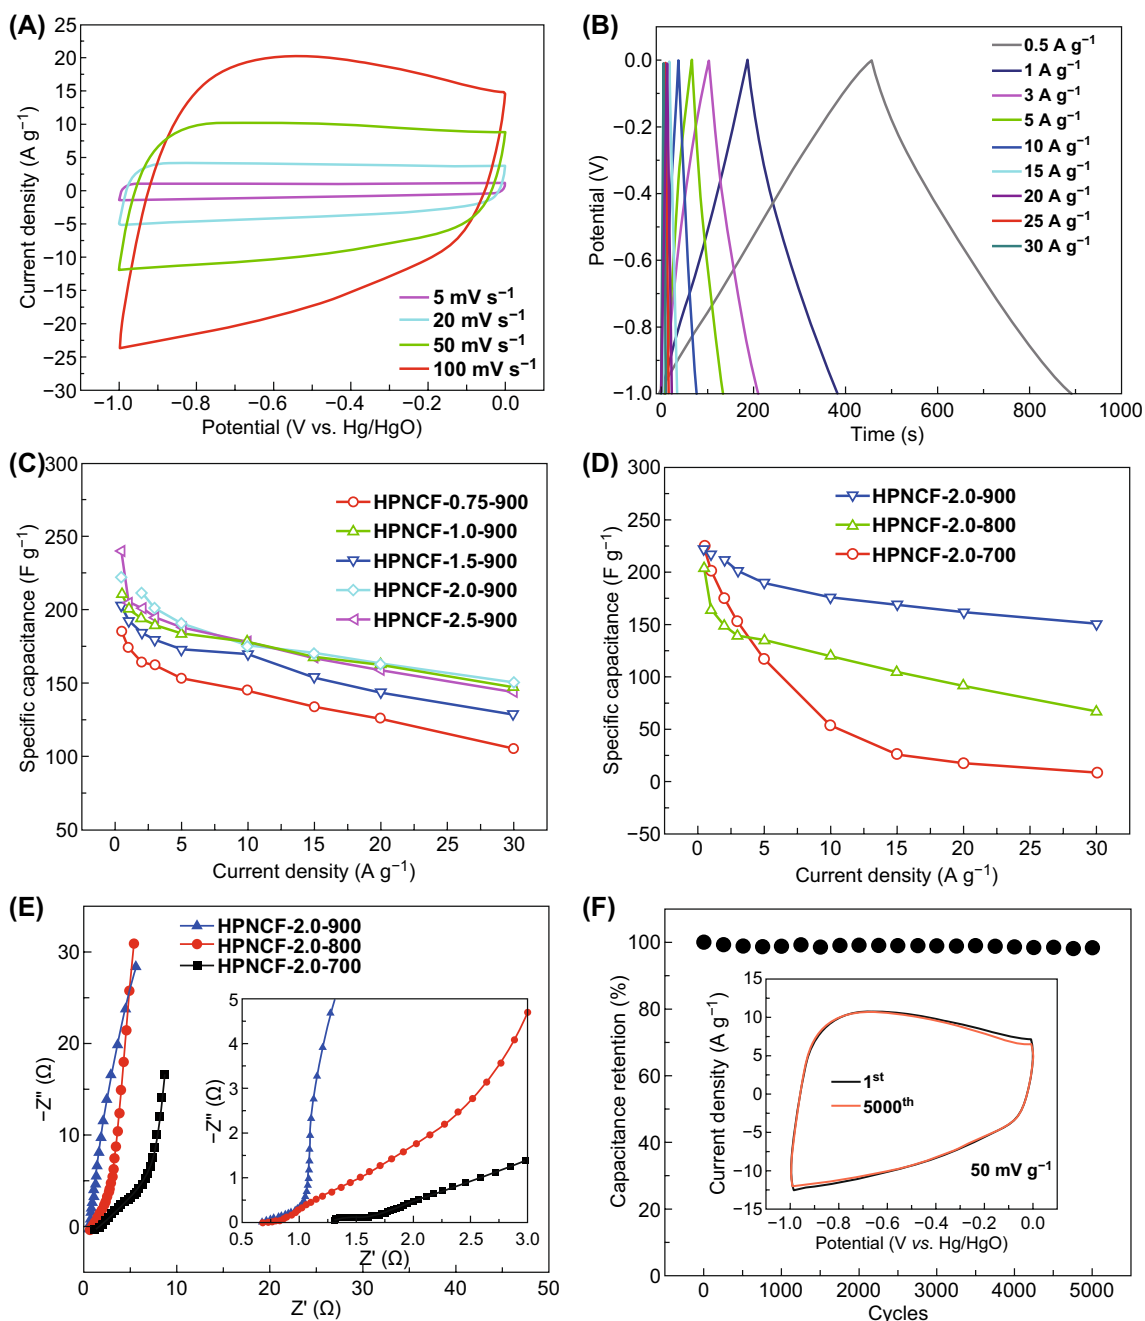 (A)
25
20
15
10
5
0
−5
−10
−15
−20
−25
−30
Current density (A g⁻¹)
5 mV s⁻¹
20 mV s⁻¹
50 mV s⁻¹
100 mV s⁻¹
−1.0 −0.8 −0.6 −0.4 −0.2 0.0
Potential (V vs. Hg/HgO)
(B)
0.0
−0.2
−0.4
−0.6
−0.8
−1.0
Potential (V)
0.5 A g⁻¹
1 A g⁻¹
3 A g⁻¹
5 A g⁻¹
10 A g⁻¹
15 A g⁻¹
20 A g⁻¹
25 A g⁻¹
30 A g⁻¹
0 200 400 600 800 1000
Time (s)
(C)
300
250
200
150
100
50
Specific capacitance (F g⁻¹)
HPNCF-0.75-900
HPNCF-1.0-900
HPNCF-1.5-900
HPNCF-2.0-900
HPNCF-2.5-900
0 5 10 15 20 25 30
Current density (A g⁻¹)
(D)
300
250
200
150
100
50
0
−50
Specific capacitance (F g⁻¹)
HPNCF-2.0-900
HPNCF-2.0-800
HPNCF-2.0-700
0 5 10 15 20 25 30
Current density (A g⁻¹)
(E)
30
20
10
0
−Z″ (Ω)
HPNCF-2.0-900
HPNCF-2.0-800
HPNCF-2.0-700
5
4
3
2
1
0
−Z″ (Ω)
0.5 1.0 1.5 2.0 2.5 3.0
Z′ (Ω)
0 10 20 30 40 50
Z′ (Ω)
(F)
100
80
60
40
20
0
Capacitance retention (%)
15
10
5
0
−5
−10
−15
Current density (A g⁻¹)
1ˢᵗ
5000ᵗʰ
50 mV g⁻¹
−1.0 −0.8 −0.6 −0.4 −0.2 0.0
Potential (V vs. Hg/HgO)
0 1000 2000 3000 4000 5000
Cycles